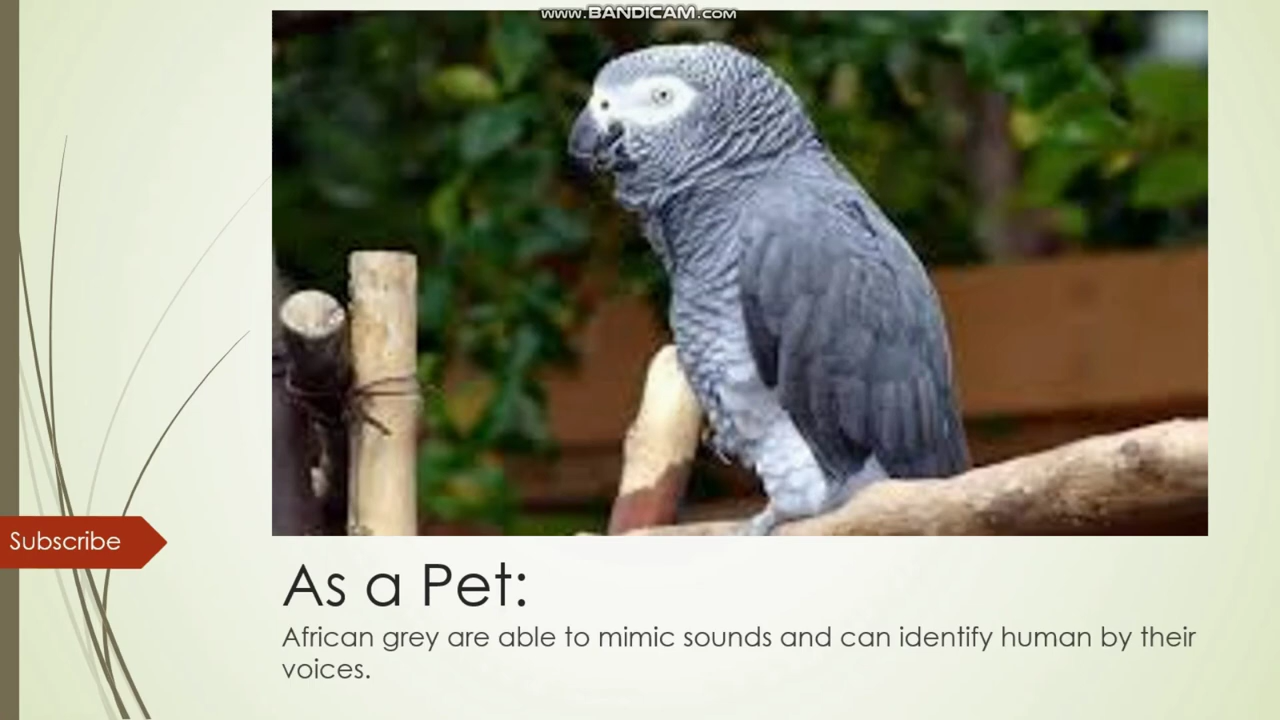 www.BANDICAM.com
Subscribe
As a Pet:
African grey are able to mimic sounds and can identify human by their
voices.